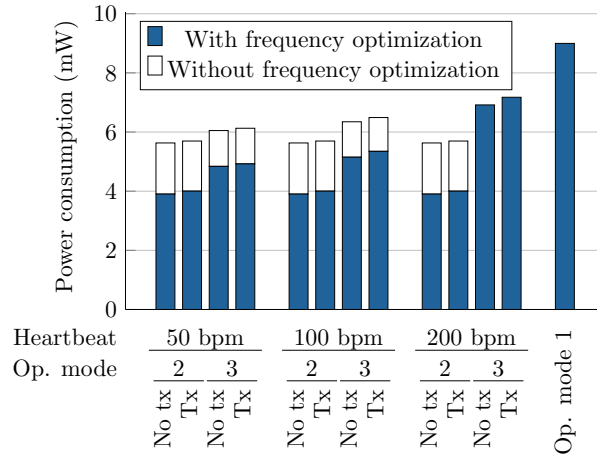 10
8
6
4
2
0
Power consumption (mW)
With frequency optimization
Without frequency optimization
Heartbeat 50 bpm 100 bpm 200 bpm
Op. mode 2 3 2 3 2 3
No tx Tx No tx Tx No tx Tx No tx Tx No tx Tx No tx Tx
Op. mode 1